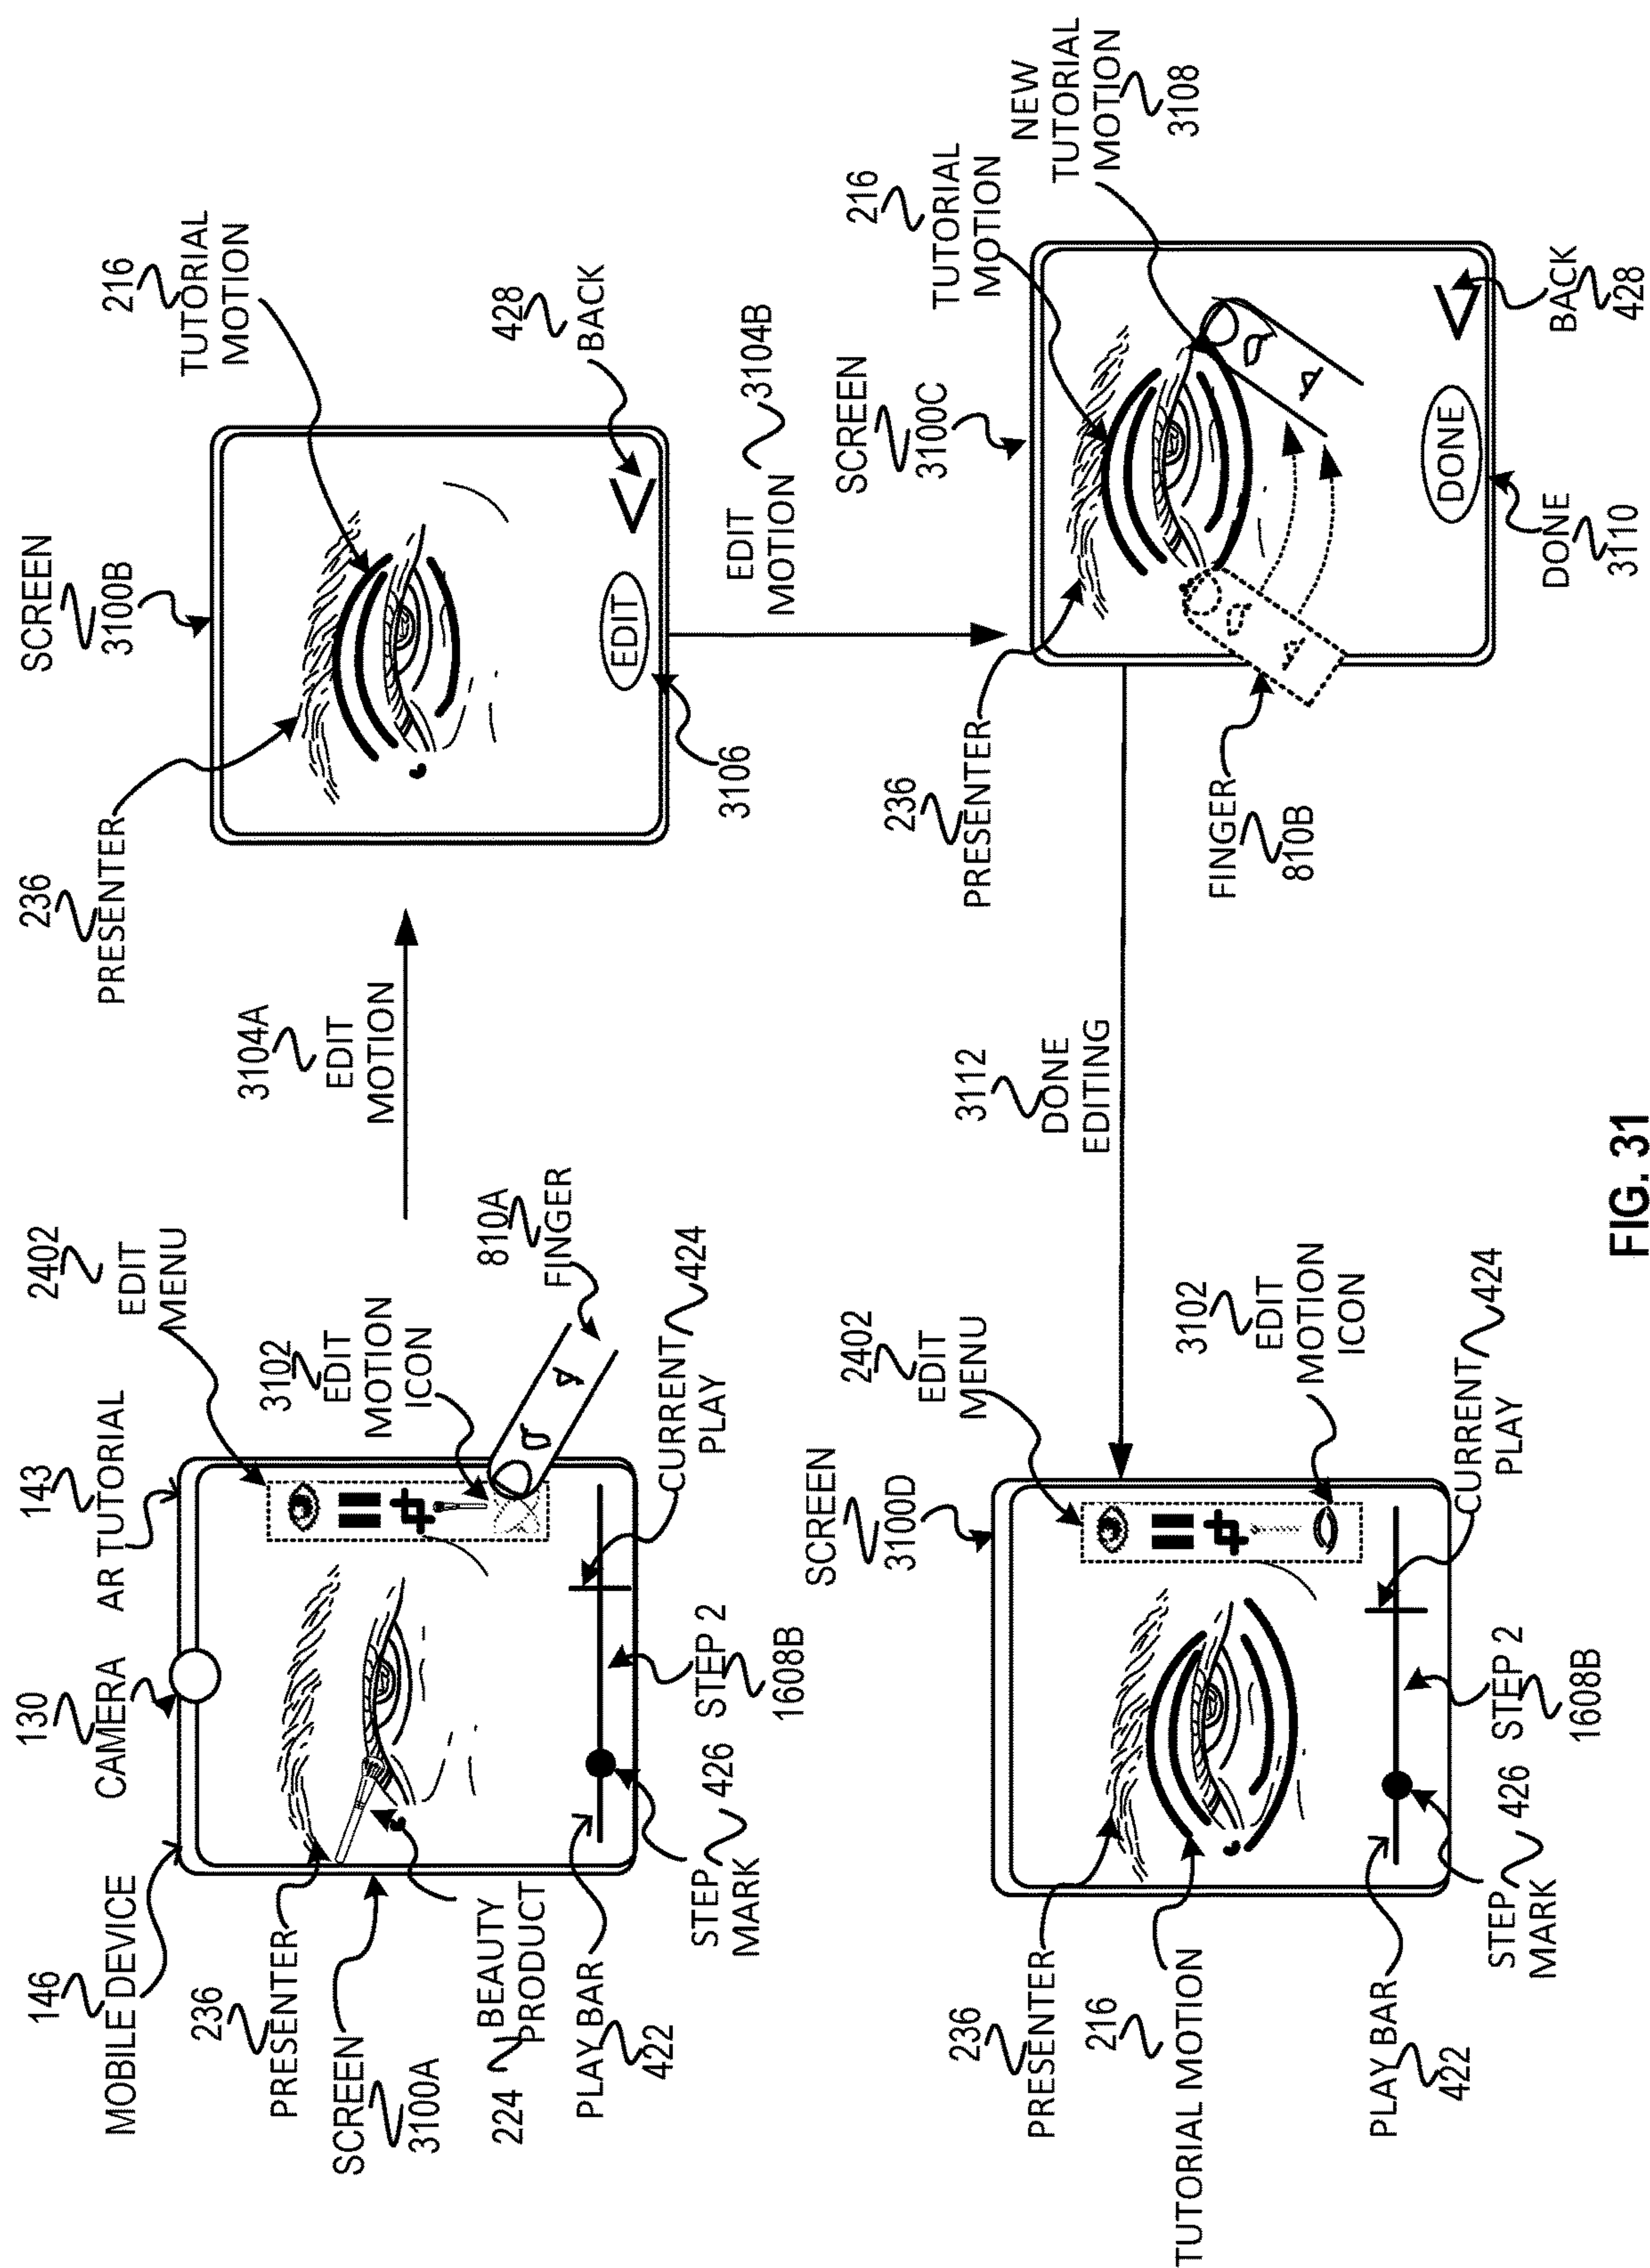 146
MOBILE DEVICE
130
CAMERA
143
AR TUTORIAL
2402
EDIT
MENU
3102
EDIT
MOTION
ICON
810A
FINGER
236
PRESENTER
SCREEN
3100A
224
BEAUTY
PRODUCT
PLAY BAR
422
STEP
MARK
426
STEP 2
1608B
CURRENT
PLAY
424
3104A
EDIT
MOTION
SCREEN
3100B
236
PRESENTER
216
TUTORIAL
MOTION
428
BACK
EDIT
3106
EDIT
MOTION
3104B
SCREEN
3100C
216
TUTORIAL
MOTION
NEW
TUTORIAL
MOTION
3108
236
PRESENTER
FINGER
810B
DONE
DONE
3110
BACK
428
3112
DONE
EDITING
SCREEN
3100D
2402
EDIT
MENU
3102
EDIT
MOTION
ICON
236
PRESENTER
216
TUTORIAL MOTION
PLAY BAR
422
STEP
MARK
426
STEP 2
1608B
CURRENT
PLAY
424
FIG. 31